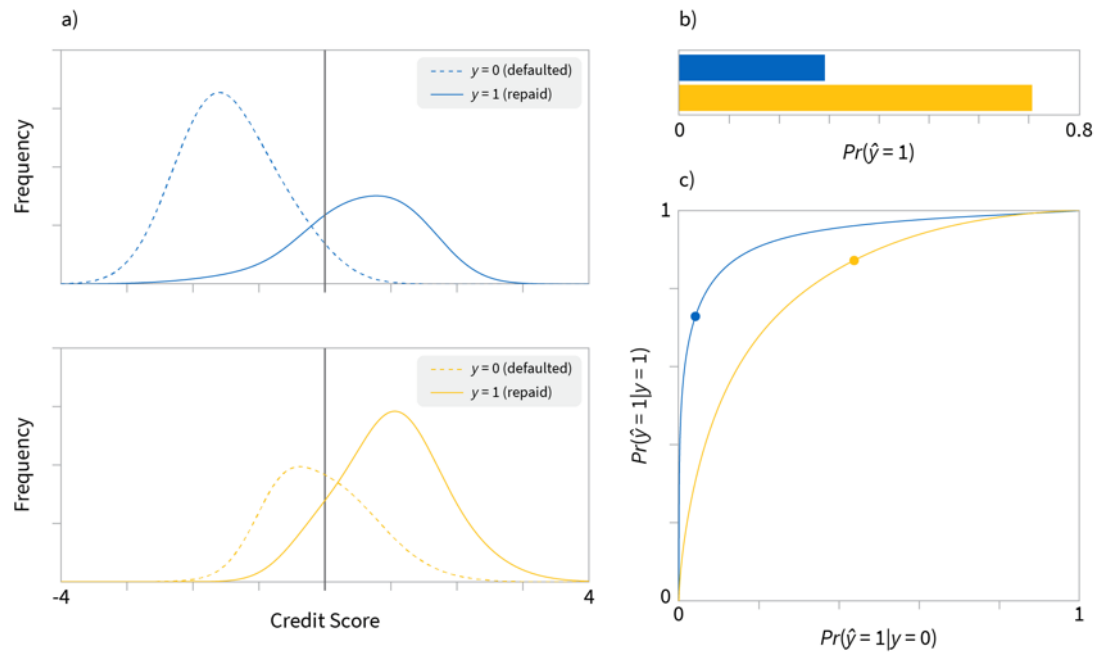 a)
Frequency
y = 0 (defaulted)
y = 1 (repaid)
Frequency
y = 0 (defaulted)
y = 1 (repaid)
-4
4
Credit Score
b)
0
0.8
Pr(ŷ = 1)
c)
1
Pr(ŷ = 1|y = 1)
0
0
1
Pr(ŷ = 1|y = 0)